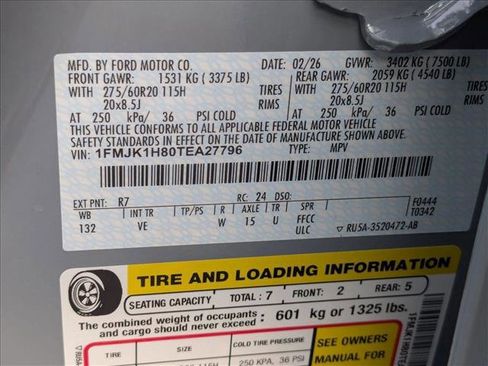 MFD. BY FORD MOTOR CO. DATE: 02/26 GVWR: 3402 KG ( 7500 LB)
FRONT GAWR: 1531 KG ( 3375 LB) REAR GAWR: 2059 KG ( 4540 LB)
WITH 275/60R20 115H TIRES WITH 275/60R20 115H TIRES
20x8.5J RIMS 20x8.5J RIMS
AT 250 kPa/ 36 PSI COLD AT 250 kPa/ 36 PSI COLD
THIS VEHICLE CONFORMS TO ALL APPLICABLE FEDERAL MOTOR VEHICLE
SAFETY STANDARDS IN EFFECT ON THE DATE OF MANUFACTURE SHOWN ABOVE.
VIN: 1FMJK1H80TEA27796 TYPE: MPV
EXT PNT: R7 RC: 24 DSO: F0444
WB INT TR TP/PS R AXLE TR SPR T0342
132 VE W 15 U FFCC
ULC RU5A-3520472-AB
TIRE AND LOADING INFORMATION
SEATING CAPACITY TOTAL: 7 FRONT: 2 REAR: 5
The combined weight of occupants and cargo should never exceed: 601 kg or 1325 lbs.
TIRE SIZE COLD TIRE PRESSURE SEE OWNERS
115H 250 KPA, 36 PSI MANUAL FOR